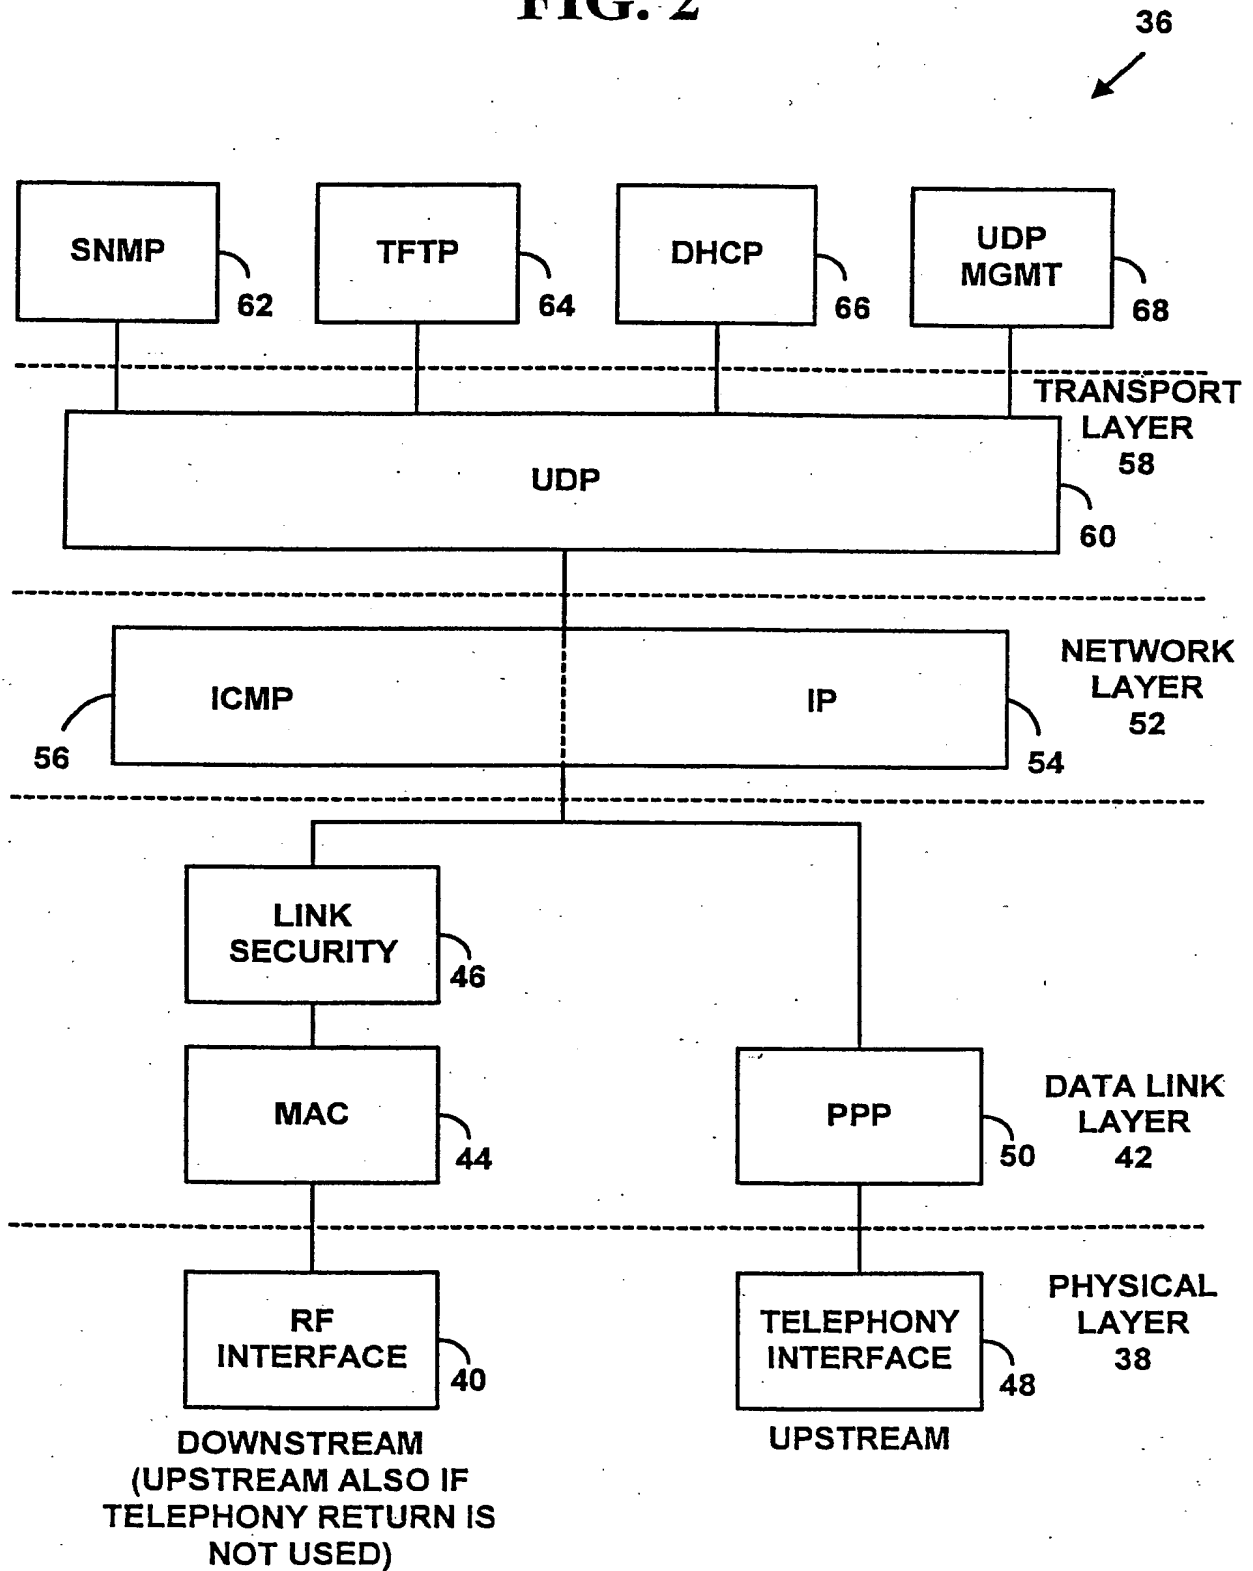 FIG. 2
36
SNMP
62
TFTP
64
DHCP
66
UDP
MGMT
68
TRANSPORT
LAYER
58
UDP
60
NETWORK
LAYER
52
ICMP
56
IP
54
LINK
SECURITY
46
MAC
44
PPP
50
DATA LINK
LAYER
42
RF
INTERFACE
40
TELEPHONY
INTERFACE
48
PHYSICAL
LAYER
38
DOWNSTREAM
(UPSTREAM ALSO IF
TELEPHONY RETURN IS
NOT USED)
UPSTREAM